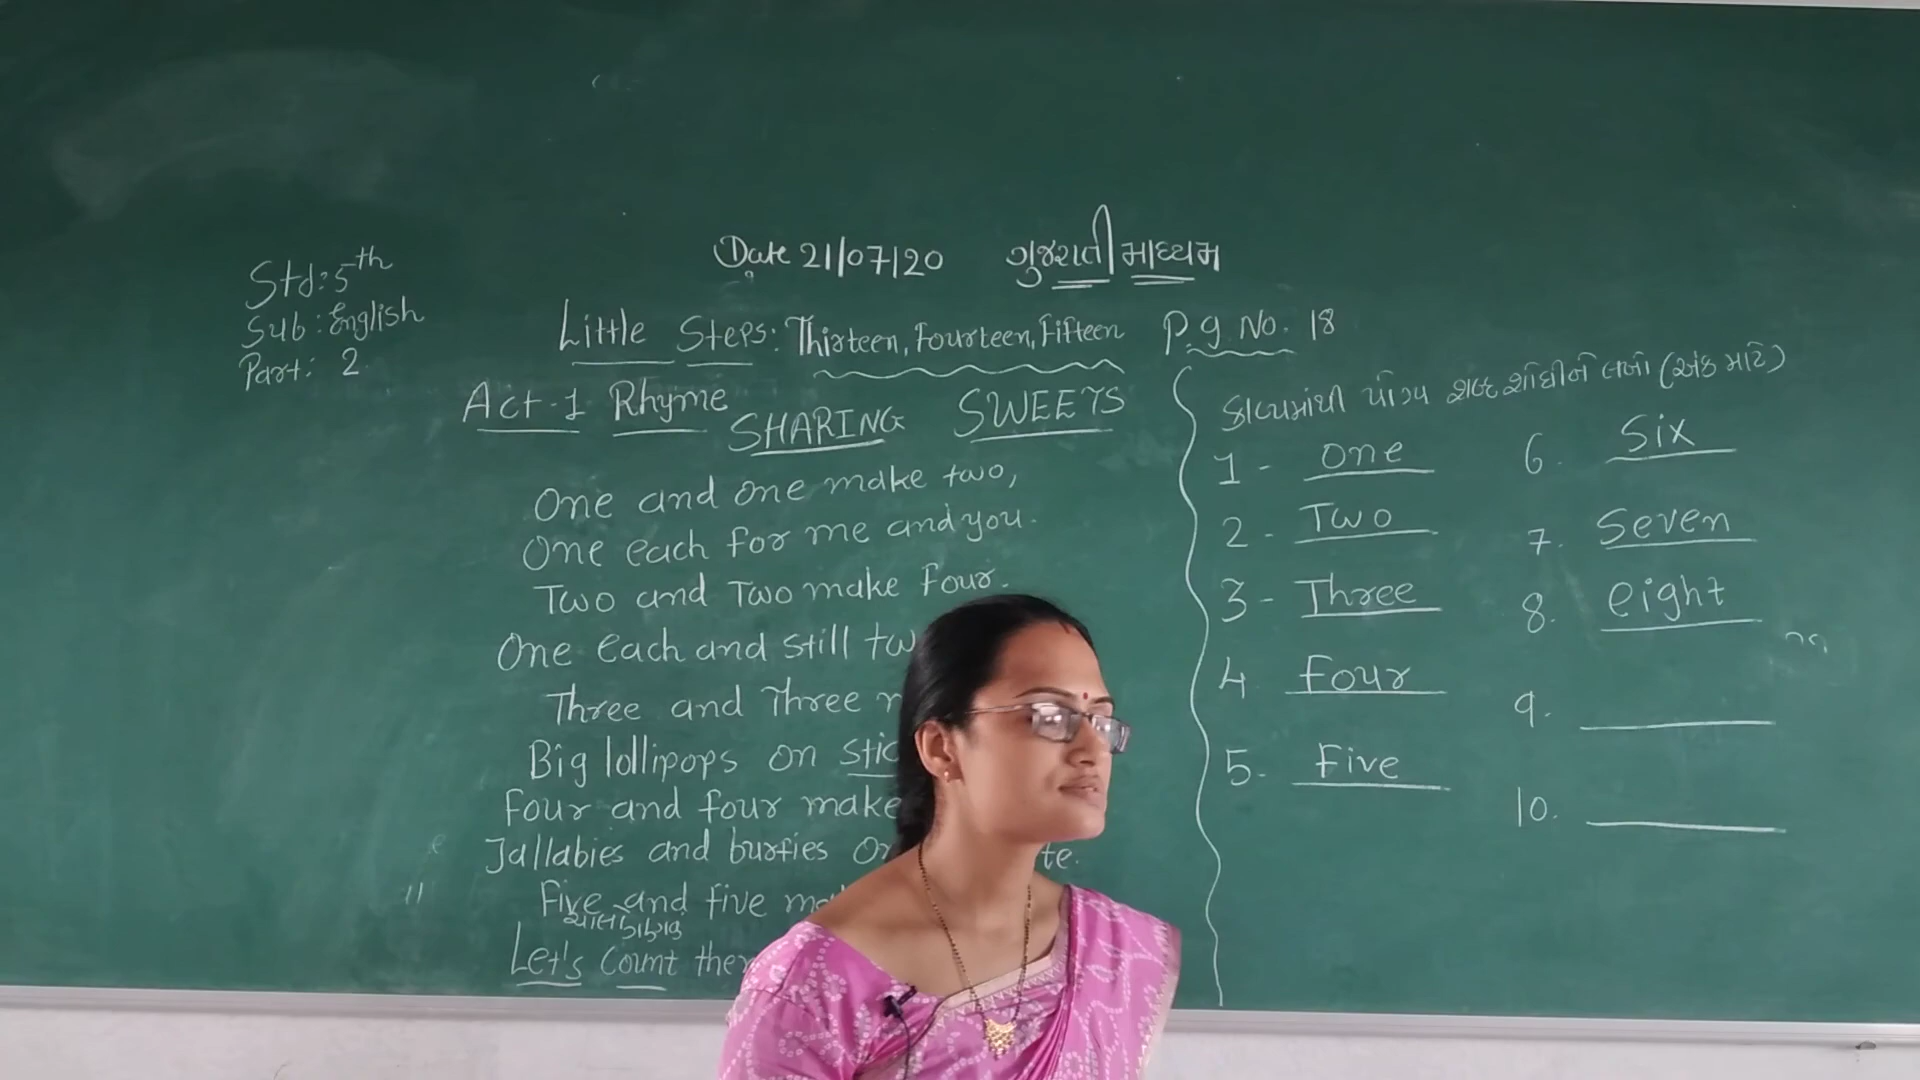 Date 21/07/20 ગુજરાતી માધ્યમ
Std: 5th
Sub: English
Part: 2
Little Steps: Thirteen, Fourteen, Fifteen P.g No. 18
Act-1 Rhyme
SHARING SWEETS
One and one make two,
One each for me and you.
Two and Two make four.
One each and still tw
Three and Three
Big lollipops on stic
Four and four make
Jallabies and burfies te.
Five and five
Let's Count
કાવ્યમાંથી યોગ્ય શબ્દ શોધીને લખો (અંક માટે)
1- One
2- Two
3- Three
4 Four
5- Five
6. Six
7. Seven
8. eight
9.
10.